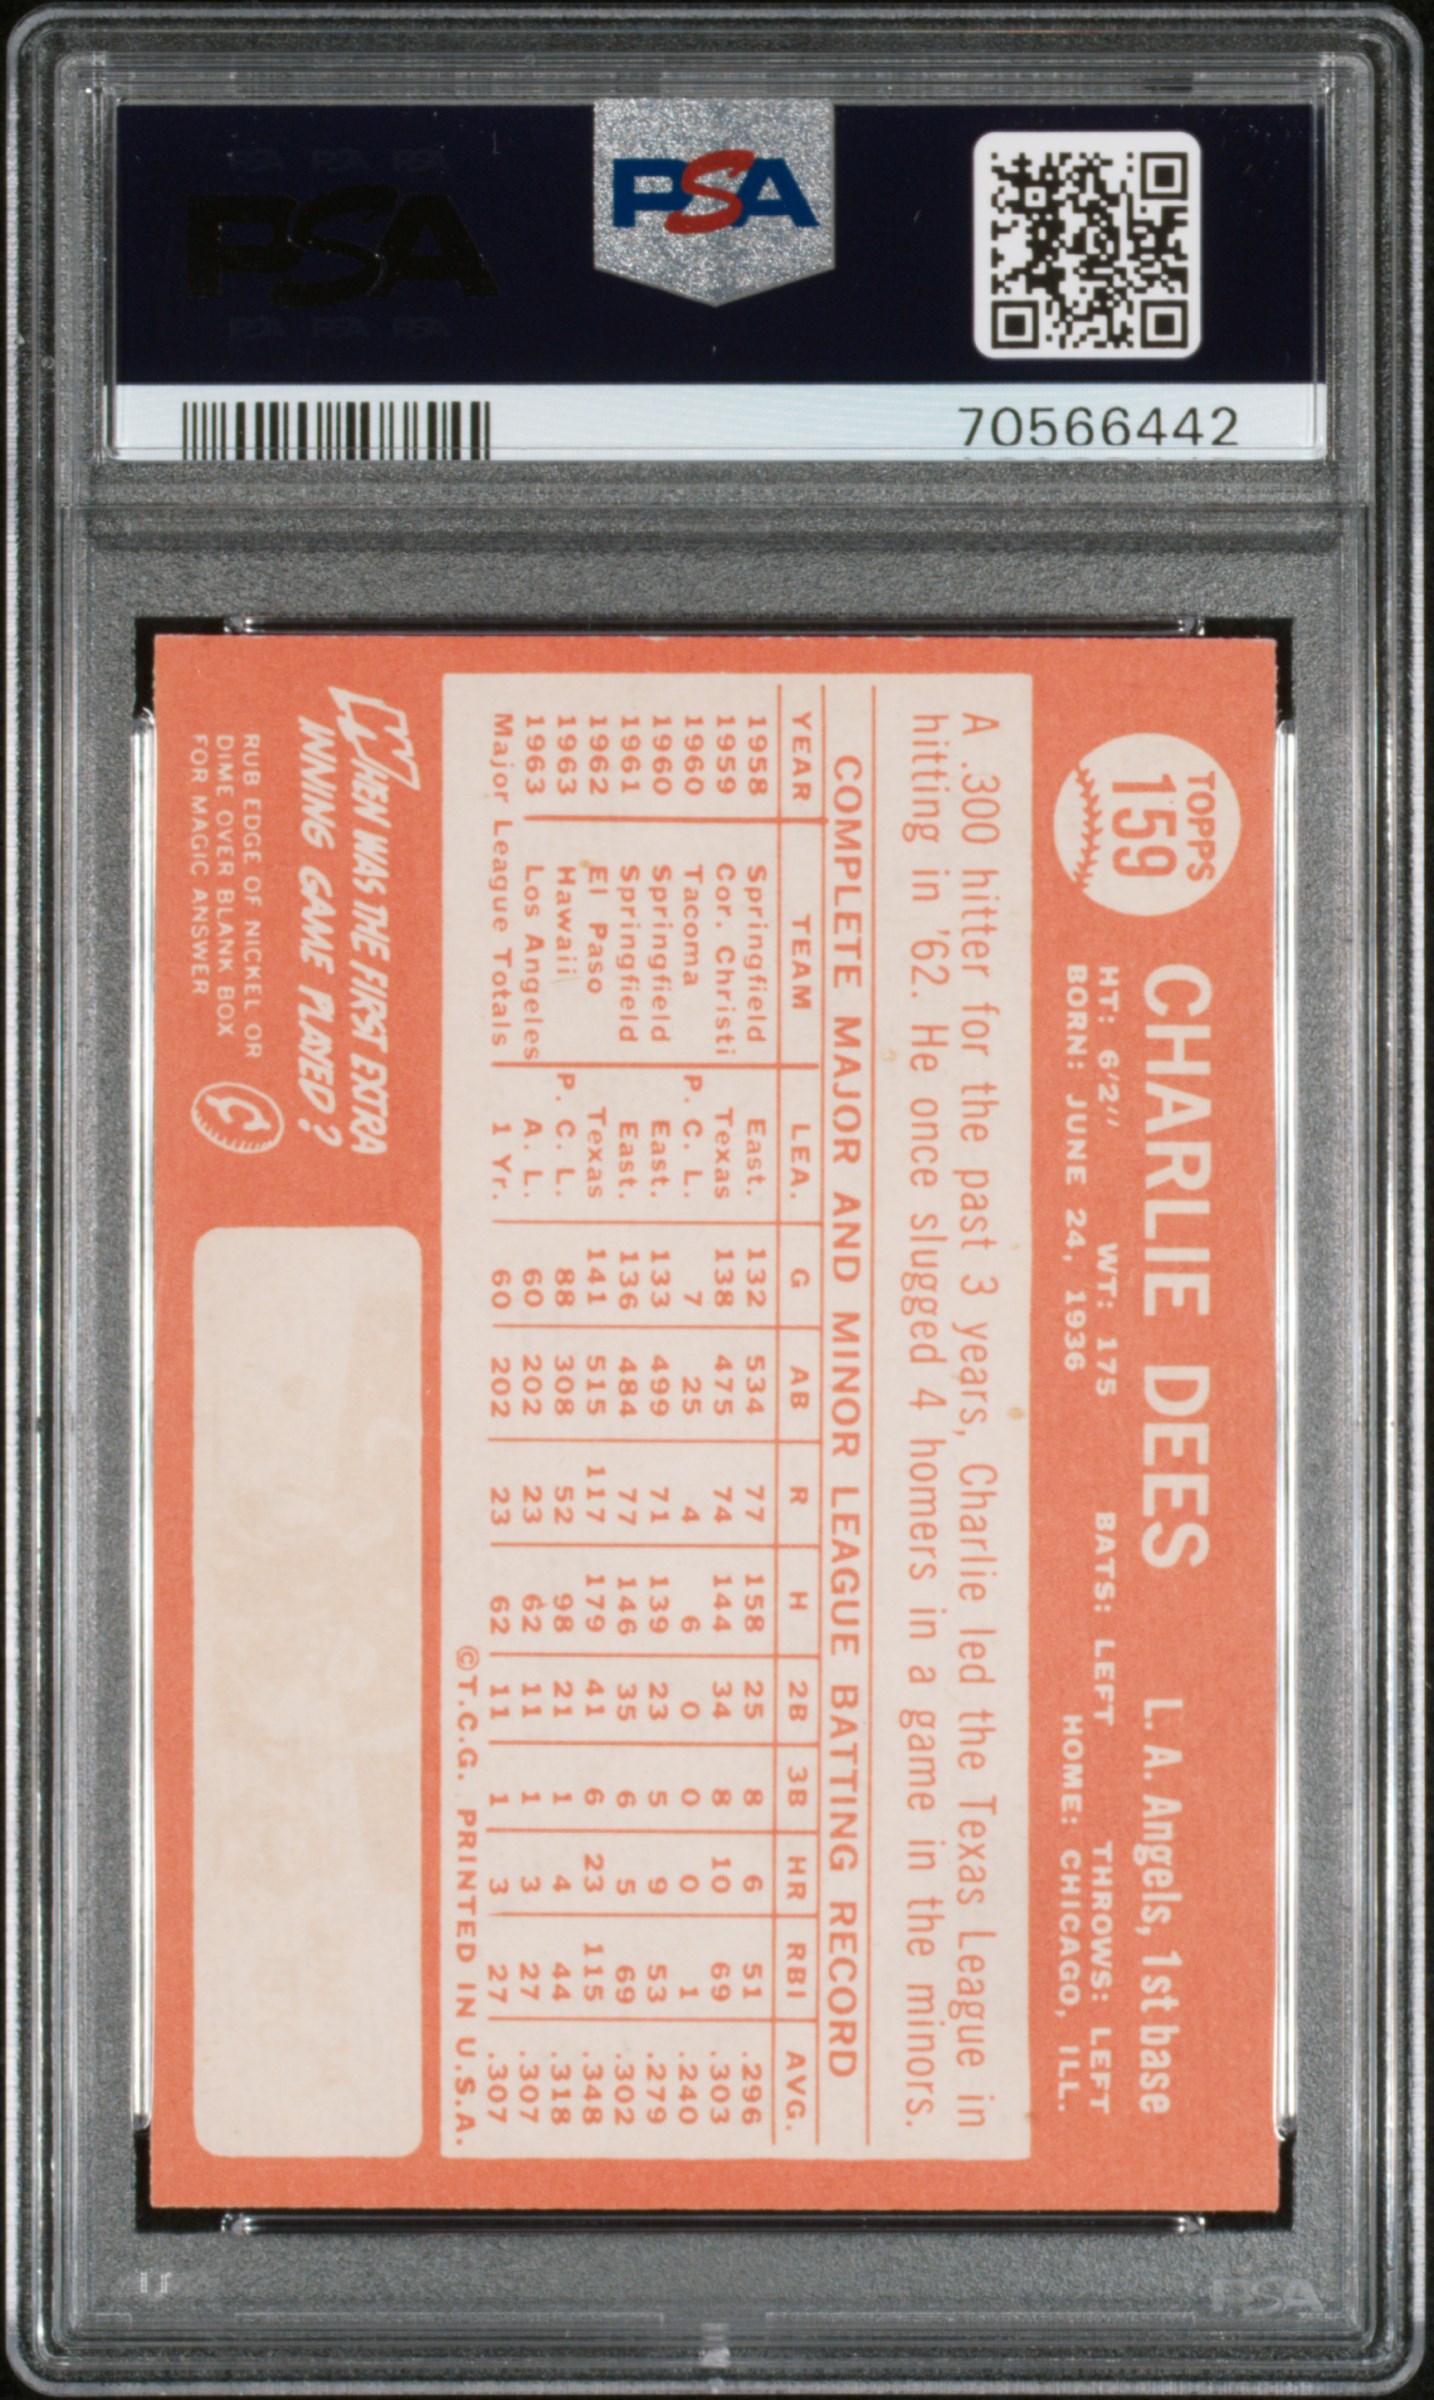 PSA PSA PSA
PSA
PSA PSA PSA
PSA
70566442
TOPPS
159
CHARLIE DEES L. A. Angels, 1st base
HT: 6'2" WT: 175 BATS: LEFT THROWS: LEFT
BORN: JUNE 24, 1936 HOME: CHICAGO, ILL.
A .300 hitter for the past 3 years, Charlie led the Texas League in
hitting in '62. He once slugged 4 homers in a game in the minors.
COMPLETE MAJOR AND MINOR LEAGUE BATTING RECORD
YEAR TEAM LEA. G AB R H 2B 3B HR RBI AVG.
1958 Springfield East. 132 534 77 158 25 8 6 51 .296
1959 Cor. Christi Texas 138 475 74 144 34 8 10 69 .303
1960 Tacoma P. C. L. 7 25 4 6 0 0 0 1 .240
1960 Springfield East. 133 499 71 139 23 5 9 53 .279
1961 Springfield East. 136 484 77 146 35 6 5 69 .302
1962 El Paso Texas 141 515 117 179 41 6 23 115 .348
1963 Hawaii P. C. L. 88 308 52 98 21 1 4 44 .318
1963 Los Angeles A. L. 60 202 23 62 11 1 3 27 .307
Major League Totals 1 Yr. 60 202 23 62 11 1 3 27 .307
©T.C.G. PRINTED IN U.S.A.
WHEN WAS THE FIRST EXTRA
INNING GAME PLAYED?
RUB EDGE OF NICKEL OR
DIME OVER BLANK BOX
FOR MAGIC ANSWER
PSA